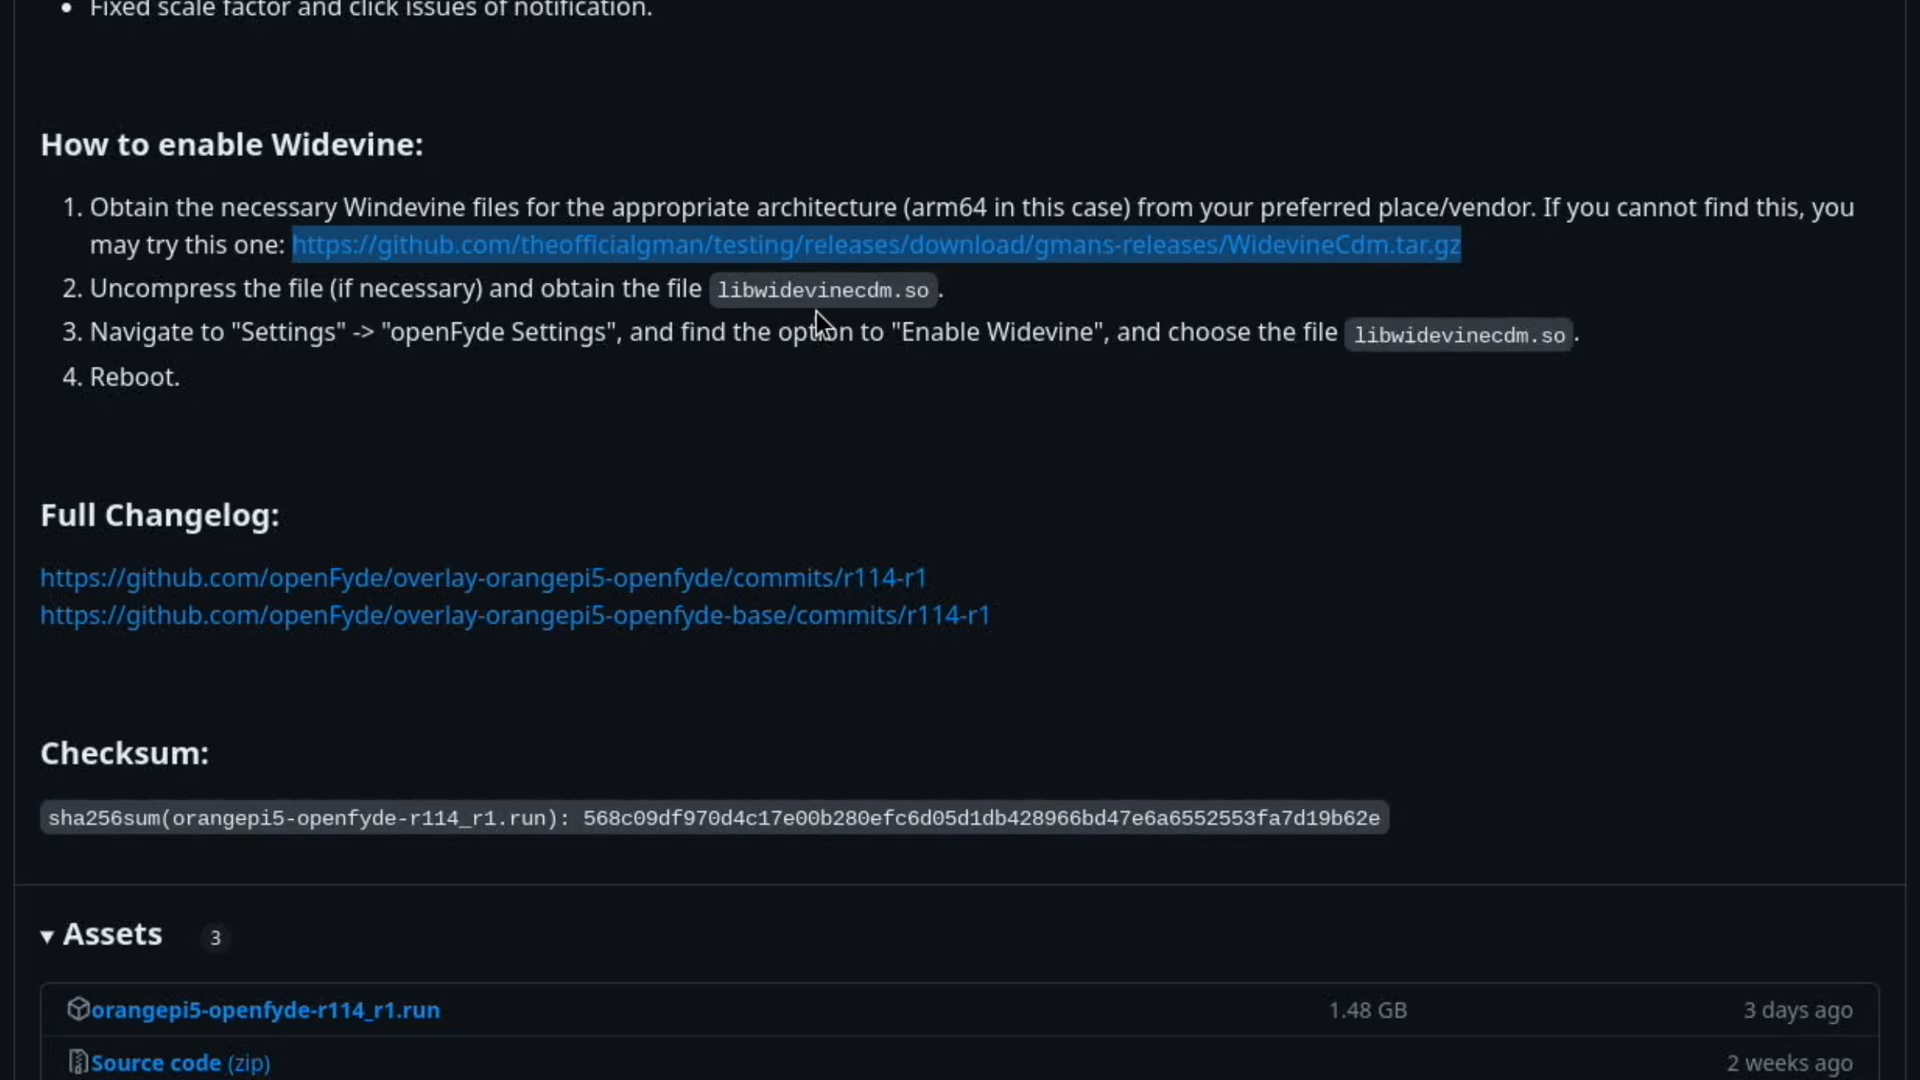 • Fixed scale factor and click issues of notification.
How to enable Widevine:
1. Obtain the necessary Windevine files for the appropriate architecture (arm64 in this case) from your preferred place/vendor. If you cannot find this, you
may try this one: https://github.com/theofficialgman/testing/releases/download/gmans-releases/WidevineCdm.tar.gz
2. Uncompress the file (if necessary) and obtain the file libwidevinecdm.so.
3. Navigate to "Settings" -> "openFyde Settings", and find the option to "Enable Widevine", and choose the file libwidevinecdm.so.
4. Reboot.
Full Changelog:
https://github.com/openFyde/overlay-orangepi5-openfyde/commits/r114-r1
https://github.com/openFyde/overlay-orangepi5-openfyde-base/commits/r114-r1
Checksum:
sha256sum(orangepi5-openfyde-r114_r1.run): 568c09df970d4c17e00b280efc6d05d1db428966bd47e6a6552553fa7d19b62e
Assets 3
orangepi5-openfyde-r114_r1.run 1.48 GB 3 days ago
Source code (zip) 2 weeks ago